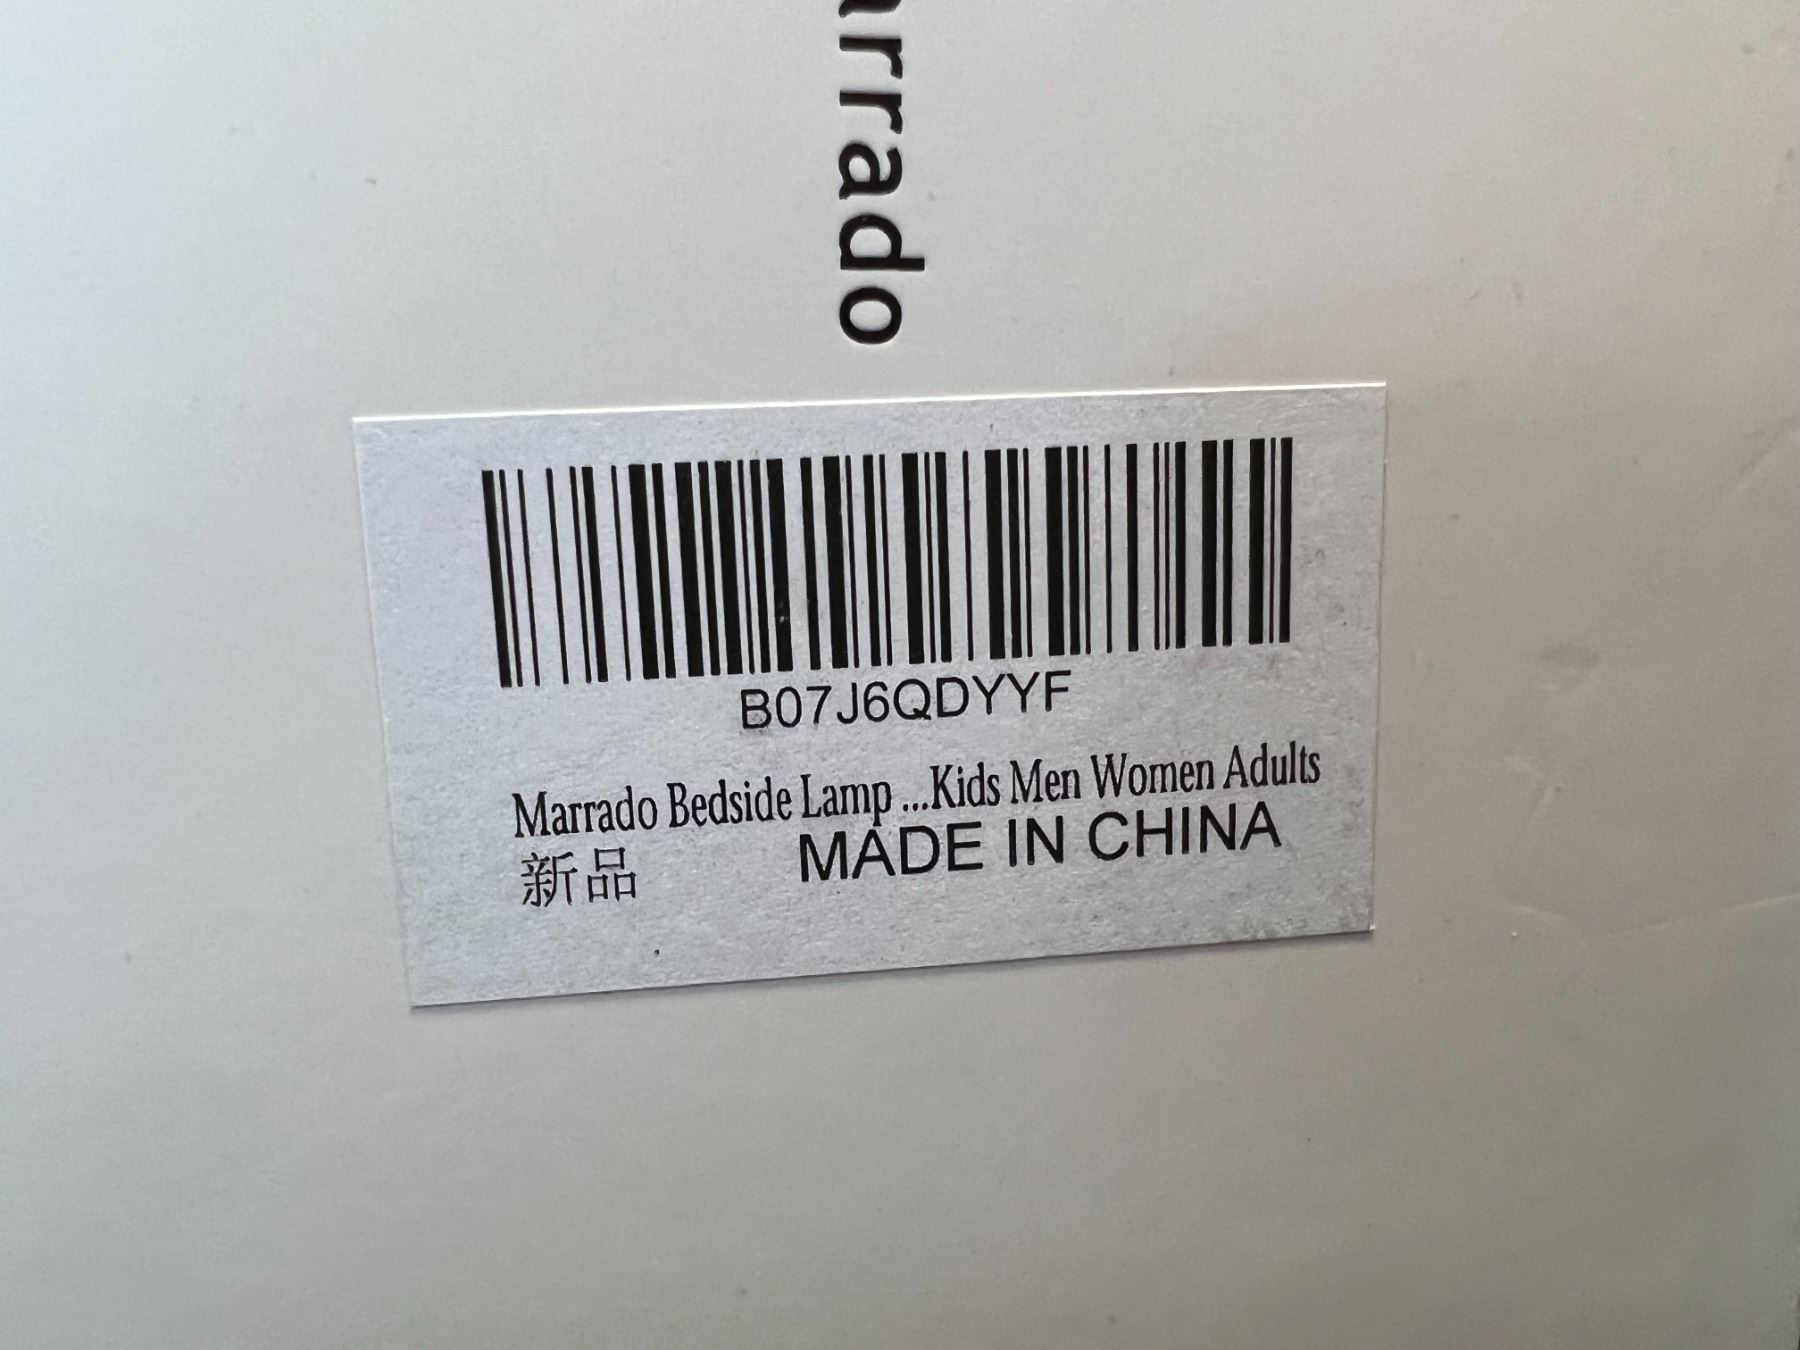 arrado
B07J6QDYYF
Marrado Bedside Lamp ...Kids Men Women Adults
新品 MADE IN CHINA